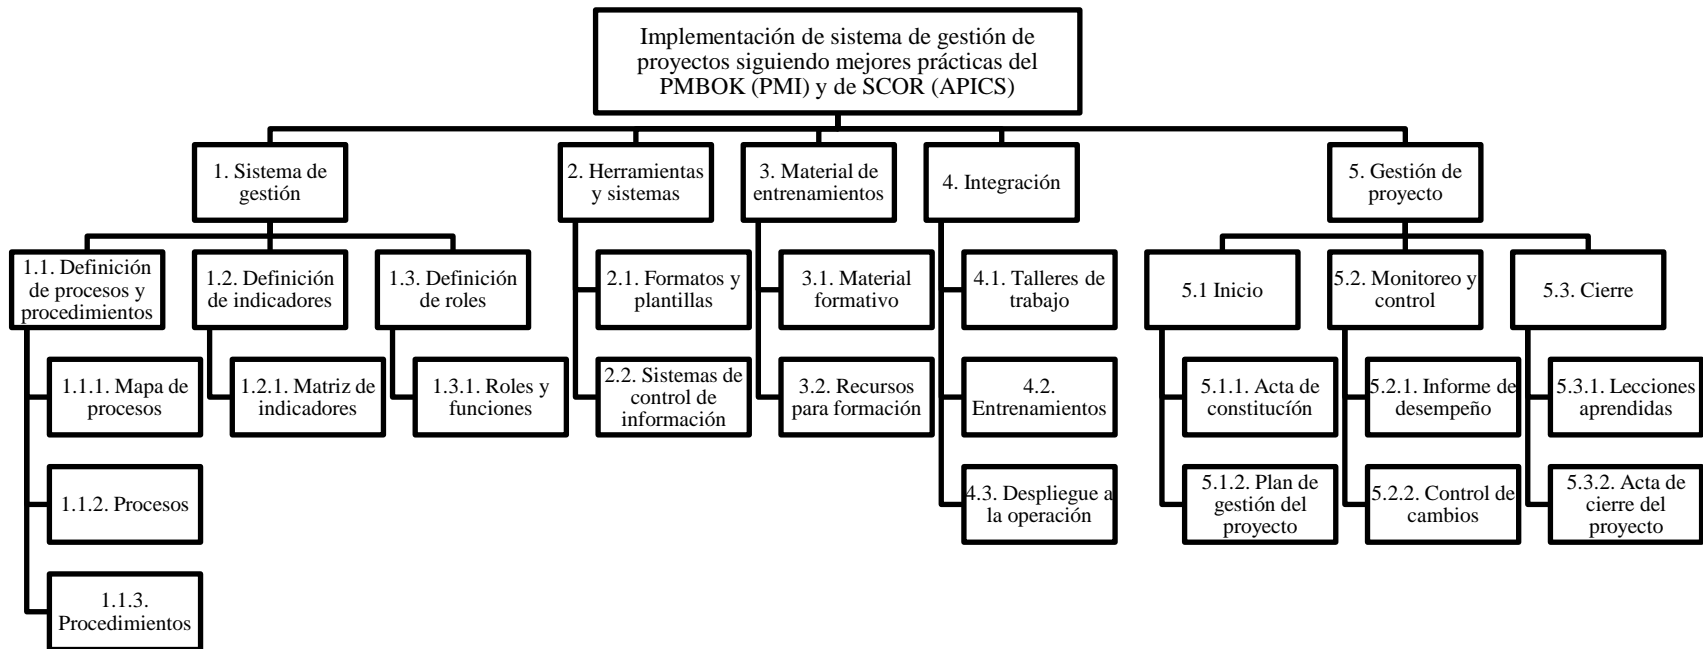 Implementación de sistema de gestión de
proyectos siguiendo mejores prácticas del
PMBOK (PMI) y de SCOR (APICS)
1. Sistema de
gestión
2. Herramientas
y sistemas
3. Material de
entrenamientos
4. Integración
5. Gestión de
proyecto
1.1. Definición
de procesos y
procedimientos
1.2. Definición
de indicadores
1.3. Definición
de roles
2.1. Formatos y
plantillas
3.1. Material
formativo
4.1. Talleres de
trabajo
5.1 Inicio
5.2. Monitoreo y
control
5.3. Cierre
1.1.1. Mapa de
procesos
1.2.1. Matriz de
indicadores
1.3.1. Roles y
funciones
2.2. Sistemas de
control de
información
3.2. Recursos
para formación
4.2.
Entrenamientos
5.1.1. Acta de
constitucíón
5.2.1. Informe de
desempeño
5.3.1. Lecciones
aprendidas
1.1.2. Procesos
4.3. Despliegue a
la operación
5.1.2. Plan de
gestión del
proyecto
5.2.2. Control de
cambios
5.3.2. Acta de
cierre del
proyecto
1.1.3.
Procedimientos